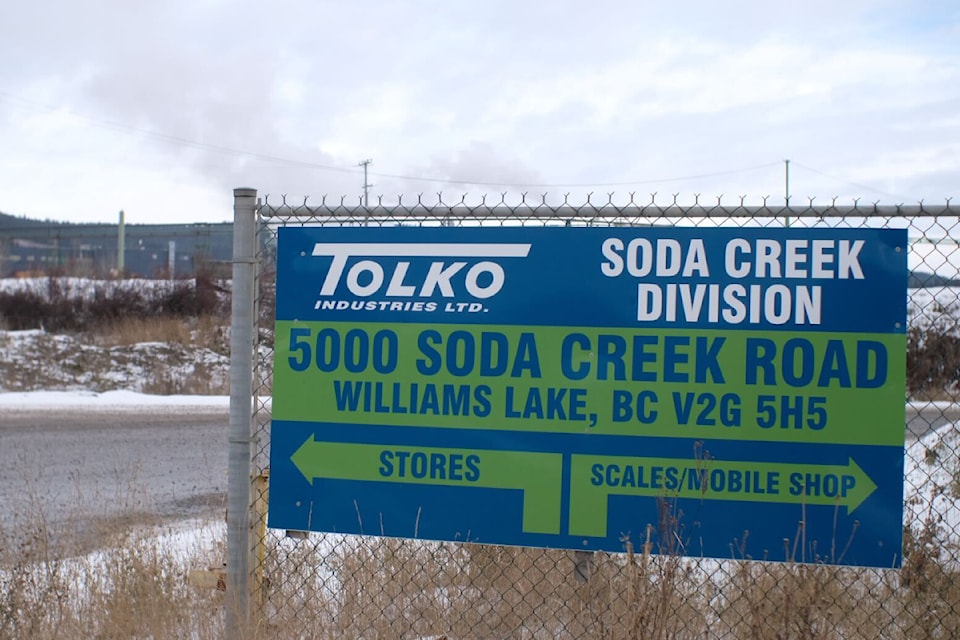 TOLKO
INDUSTRIES LTD.
SODA CREEK
DIVISION
5000 SODA CREEK ROAD
WILLIAMS LAKE, BC V2G 5H5
STORES
SCALES/MOBILE SHOP